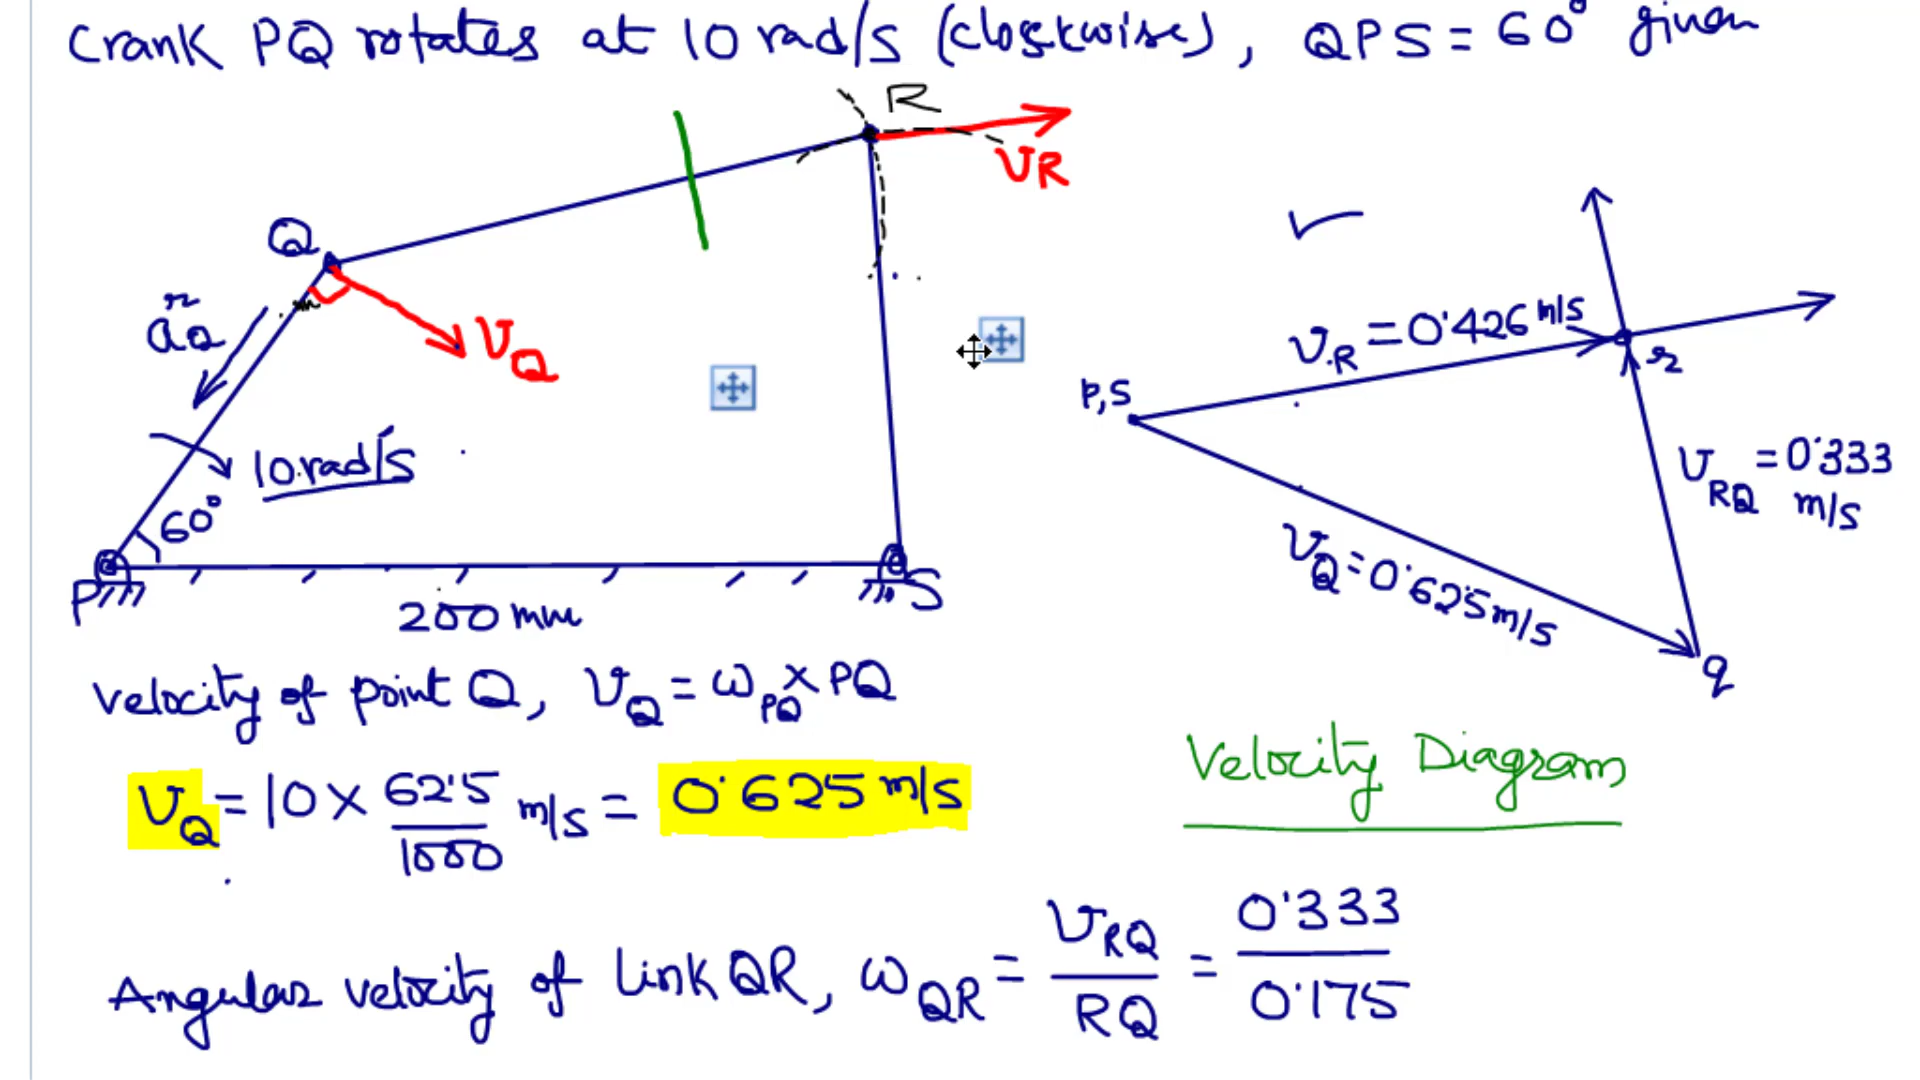 Crank PQ rotates at 10 rad/s (clockwise), QPS = 60° given
R
VR
Q
aʳQ
VQ
10 rad/s
60°
P
S
200 mm
VR = 0.426 m/s
r
p,s
VRQ = 0.333 m/s
VQ = 0.625 m/s
q
Velocity Diagram
velocity of point Q, VQ = ωPQ × PQ
VQ = 10 × 62.5/1000 m/s = 0.625 m/s
Angular velocity of Link QR, ωQR = VRQ/RQ = 0.333/0.175